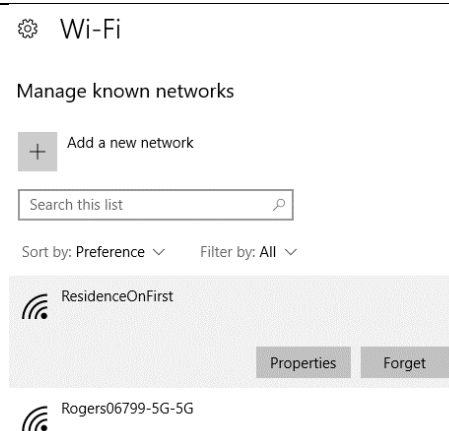 Wi-Fi
Manage known networks
Add a new network
Search this list
Sort by: Preference Filter by: All
ResidenceOnFirst
Properties Forget
Rogers06799-5G-5G